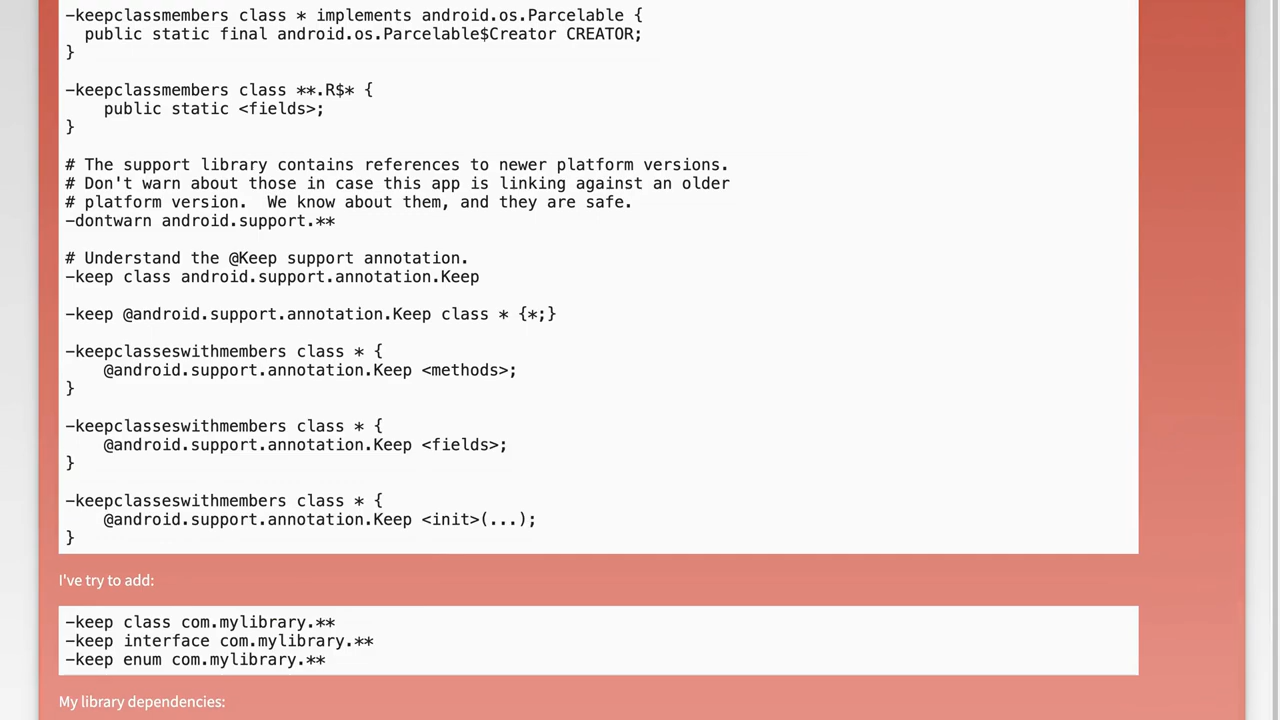 -keepclassmembers class * implements android.os.Parcelable {
  public static final android.os.Parcelable$Creator CREATOR;
}
-keepclassmembers class **.R$* {
    public static <fields>;
}
# The support library contains references to newer platform versions.
# Don't warn about those in case this app is linking against an older
# platform version.  We know about them, and they are safe.
-dontwarn android.support.**
# Understand the @Keep support annotation.
-keep class android.support.annotation.Keep
-keep @android.support.annotation.Keep class * {*;}
-keepclasseswithmembers class * {
    @android.support.annotation.Keep <methods>;
}
-keepclasseswithmembers class * {
    @android.support.annotation.Keep <fields>;
}
-keepclasseswithmembers class * {
    @android.support.annotation.Keep <init>(...);
}
I've try to add:
-keep class com.mylibrary.**
-keep interface com.mylibrary.**
-keep enum com.mylibrary.**
My library dependencies: